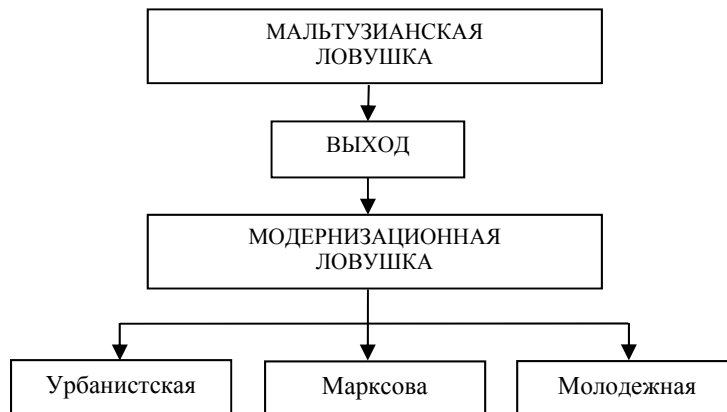 МАЛЬТУЗИАНСКАЯ
ЛОВУШКА
ВЫХОД
МОДЕРНИЗАЦИОННАЯ
ЛОВУШКА
Урбанистская
Марксова
Молодежная